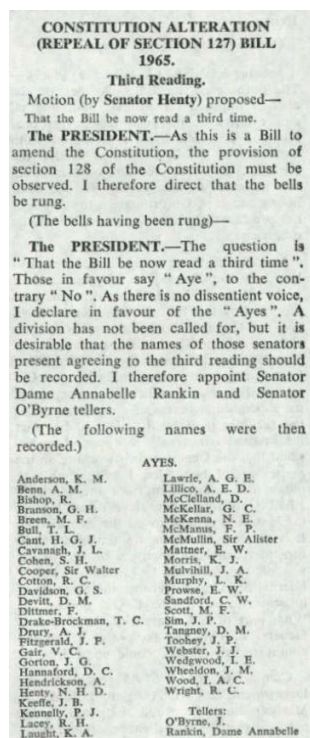 CONSTITUTION ALTERATION
(REPEAL OF SECTION 127) BILL
1965.
Third Reading.
Motion (by Senator Henty) proposed—
That the Bill be now read a third time.
The PRESIDENT.—As this is a Bill to
amend the Constitution, the provision of
section 128 of the Constitution must be
observed. I therefore direct that the bells
be rung.
(The bells having been rung)—
The PRESIDENT.—The question is
" That the Bill be now read a third time ".
Those in favour say " Aye ", to the con-
trary " No ". As there is no dissentient voice,
I declare in favour of the " Ayes ". A
division has not been called for, but it is
desirable that the names of those senators
present agreeing to the third reading should
be recorded. I therefore appoint Senator
Dame Annabelle Rankin and Senator
O'Byrne tellers.
(The following names were then
recorded.)
AYES.
Anderson, K. M.
Benn, A. M.
Bishop, R.
Branson, G. H.
Breen, M. F.
Bull, T. L.
Cant, H. G. J.
Cavanagh, J. L.
Cohen, S. H.
Cooper, Sir Walter
Cotton, R. C.
Davidson, G. S.
Devitt, D. M.
Dittmer, F.
Drake-Brockman, T. C.
Drury, A. J.
Fitzgerald, J. F.
Gair, V. C.
Gorton, J. G.
Hannaford, D. C.
Hendrickson, A.
Henty, N. H. D.
Keeffe, J. B.
Kennelly, P. J.
Lacey, R. H.
Laught, K. A.
Lawrie, A. G. E.
Lillico, A. E. D.
McClelland, D.
McKellar, G. C.
McKenna, N. E.
McManus, F. P.
McMullin, Sir Alister
Mattner, E. W.
Morris, K. J.
Mulvihill, J. A.
Murphy, L. K.
Prowse, E. W.
Sandford, C. W.
Scott, M. F.
Sim, J. P.
Tangney, D. M.
Toohey, J. P.
Webster, J. J.
Wedgwood, I. E.
Wheeldon, J. M.
Wood, I. A. C.
Wright, R. C.
Tellers:
O'Byrne, J.
Rankin, Dame Annabelle